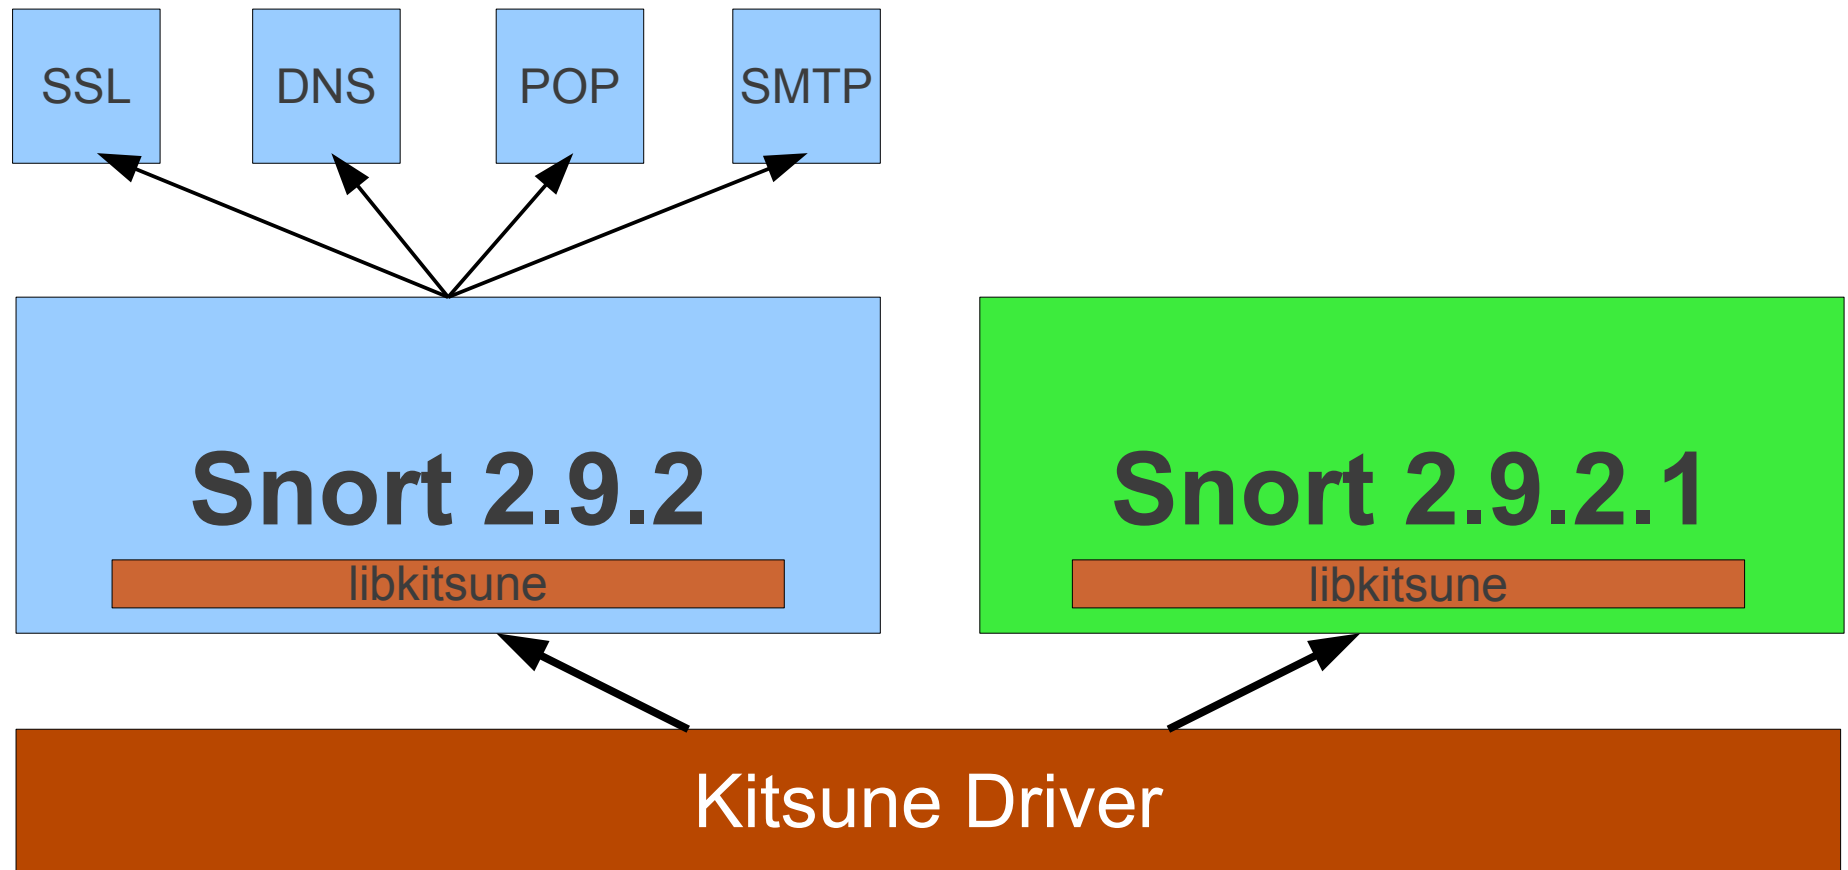 SSL
DNS
POP
SMTP
Snort 2.9.2
libkitsune
Snort 2.9.2.1
libkitsune
Kitsune Driver